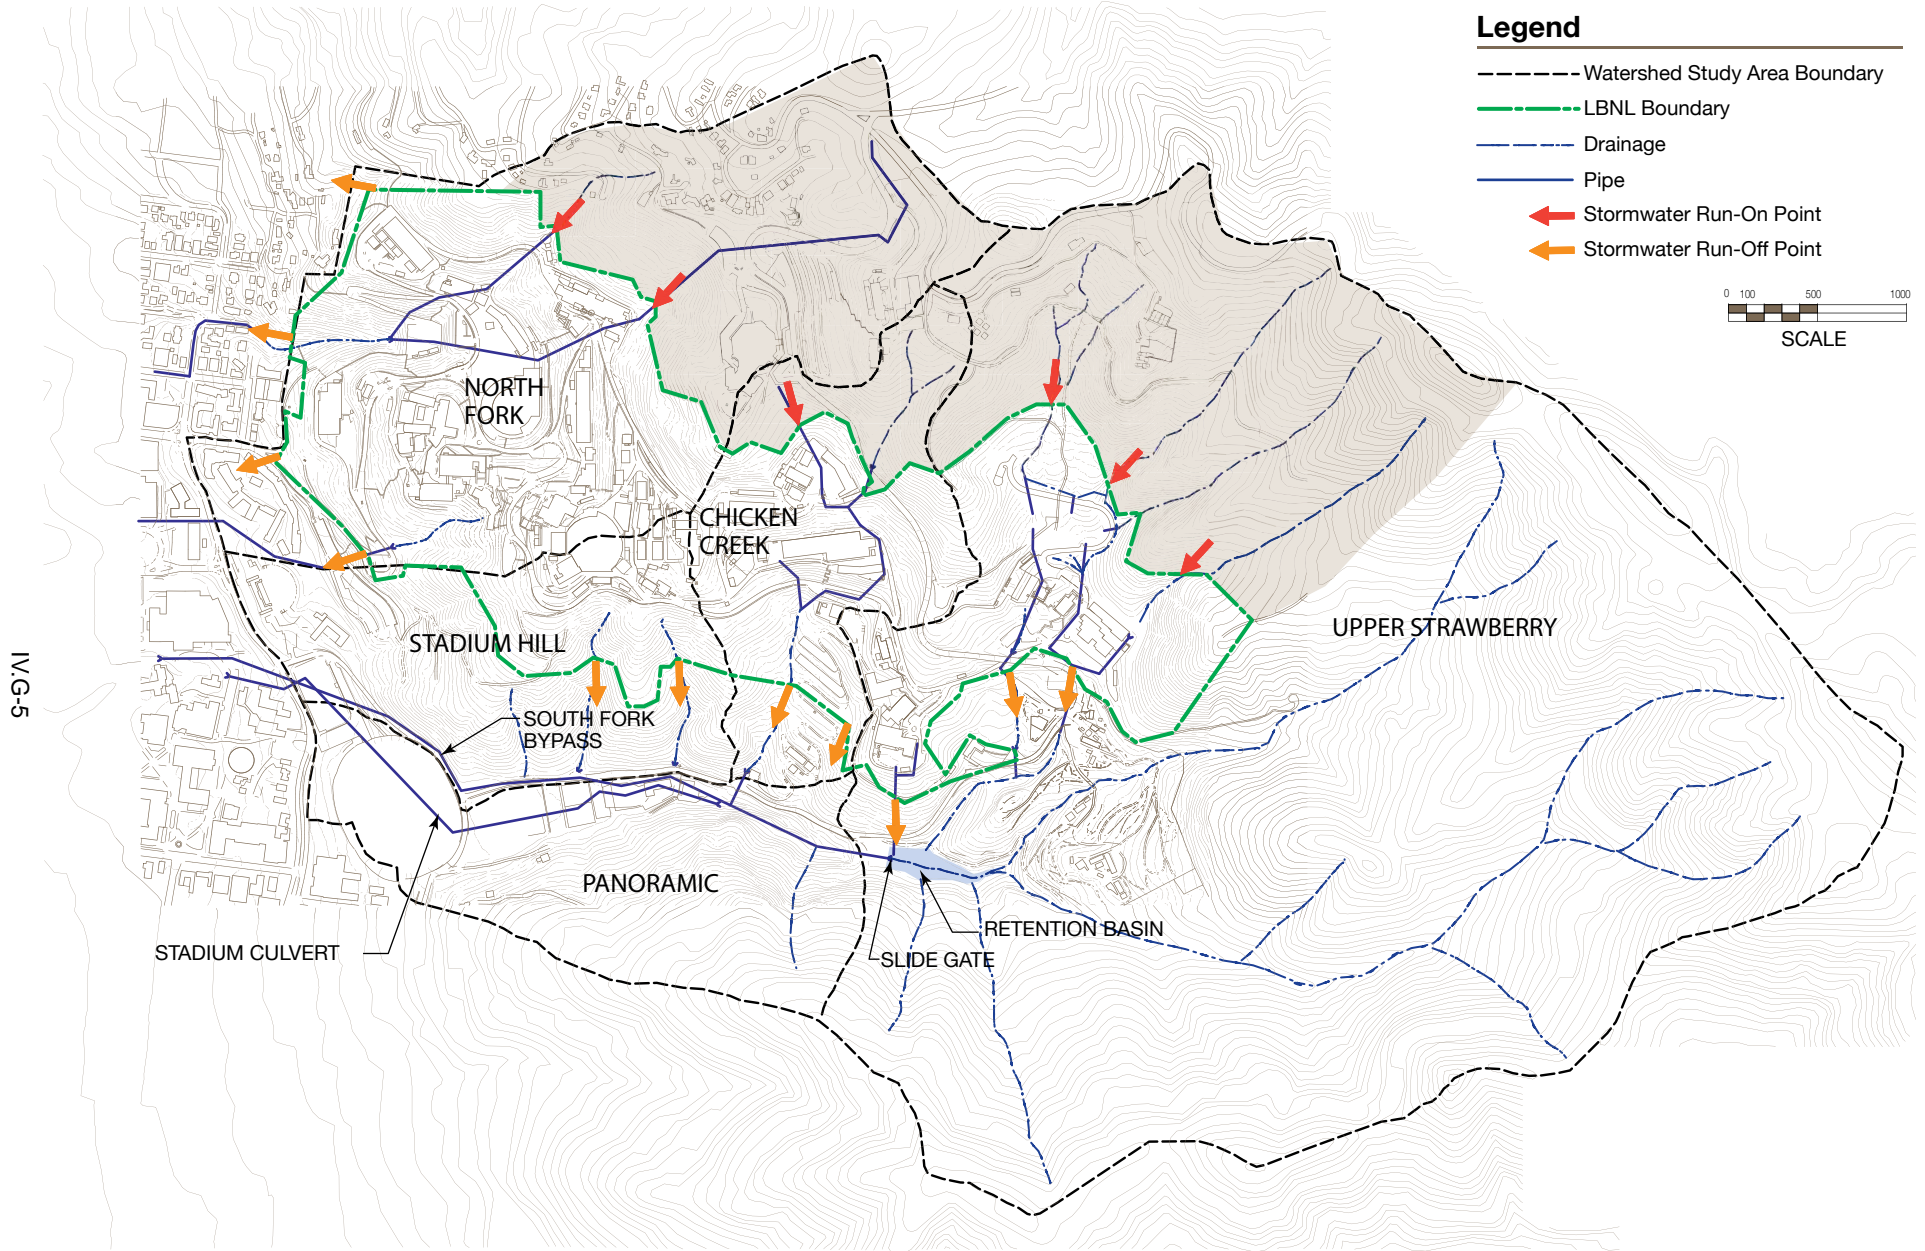 Legend
Watershed Study Area Boundary
LBNL Boundary
Drainage
Pipe
Stormwater Run-On Point
Stormwater Run-Off Point
0 100 500 1000
SCALE
NORTH
FORK
CHICKEN
CREEK
STADIUM HILL
UPPER STRAWBERRY
SOUTH FORK
BYPASS
PANORAMIC
STADIUM CULVERT
RETENTION BASIN
SLIDE GATE
IV.G-5